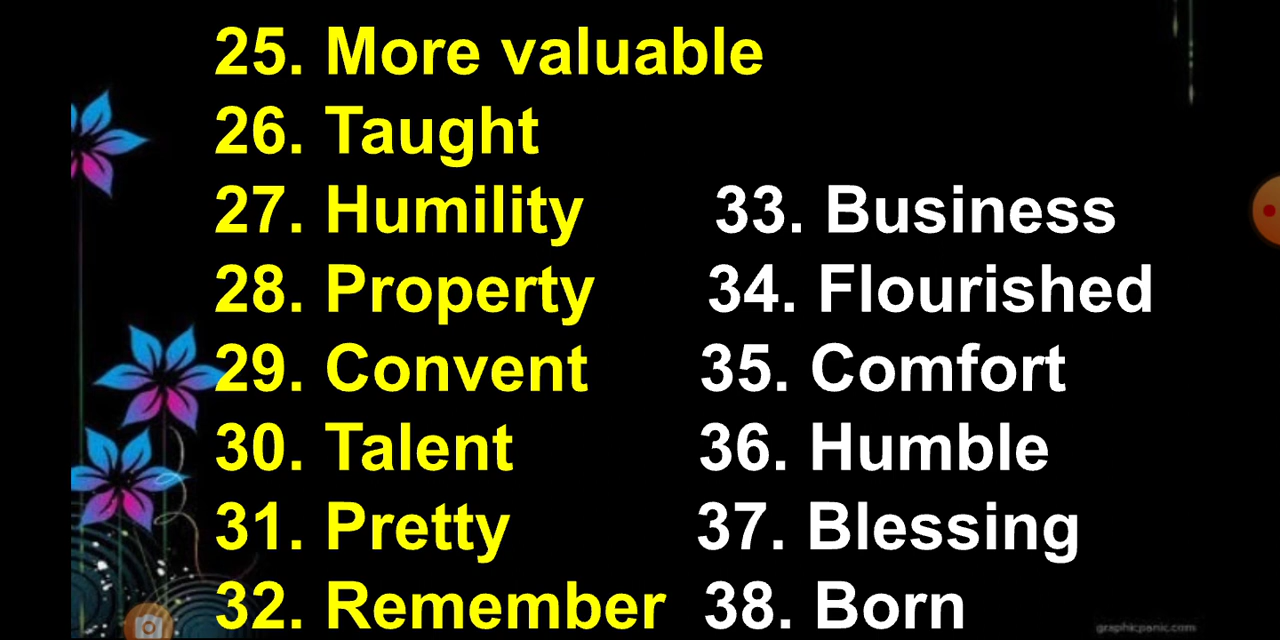 25. More valuable
26. Taught
27. Humility
28. Property
29. Convent
30. Talent
31. Pretty
32. Remember
33. Business
34. Flourished
35. Comfort
36. Humble
37. Blessing
38. Born
graphicpanic.com